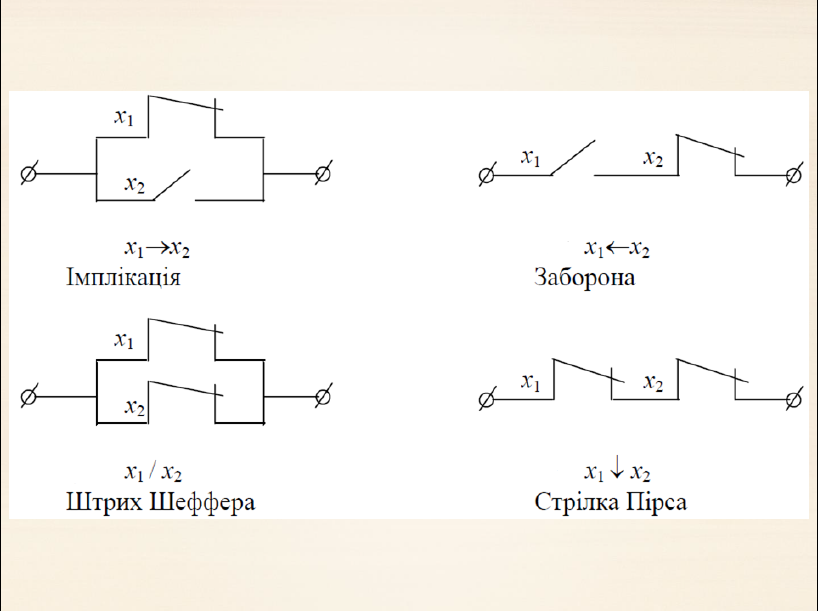 x₁
x₂
x₁→x₂
Імплікація
x₁ x₂
x₁←x₂
Заборона
x₁
x₂
x₁ / x₂
Штрих Шеффера
x₁ x₂
x₁ ↓ x₂
Стрілка Пірса